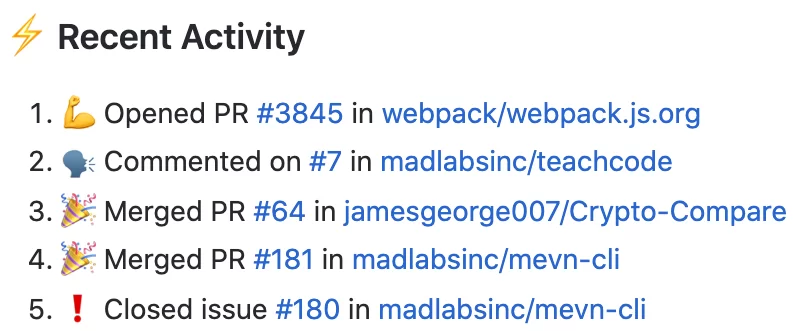 ⚡ Recent Activity
1. 💪 Opened PR #3845 in webpack/webpack.js.org
2. 🗣 Commented on #7 in madlabsinc/teachcode
3. 🎉 Merged PR #64 in jamesgeorge007/Crypto-Compare
4. 🎉 Merged PR #181 in madlabsinc/mevn-cli
5. ❗ Closed issue #180 in madlabsinc/mevn-cli